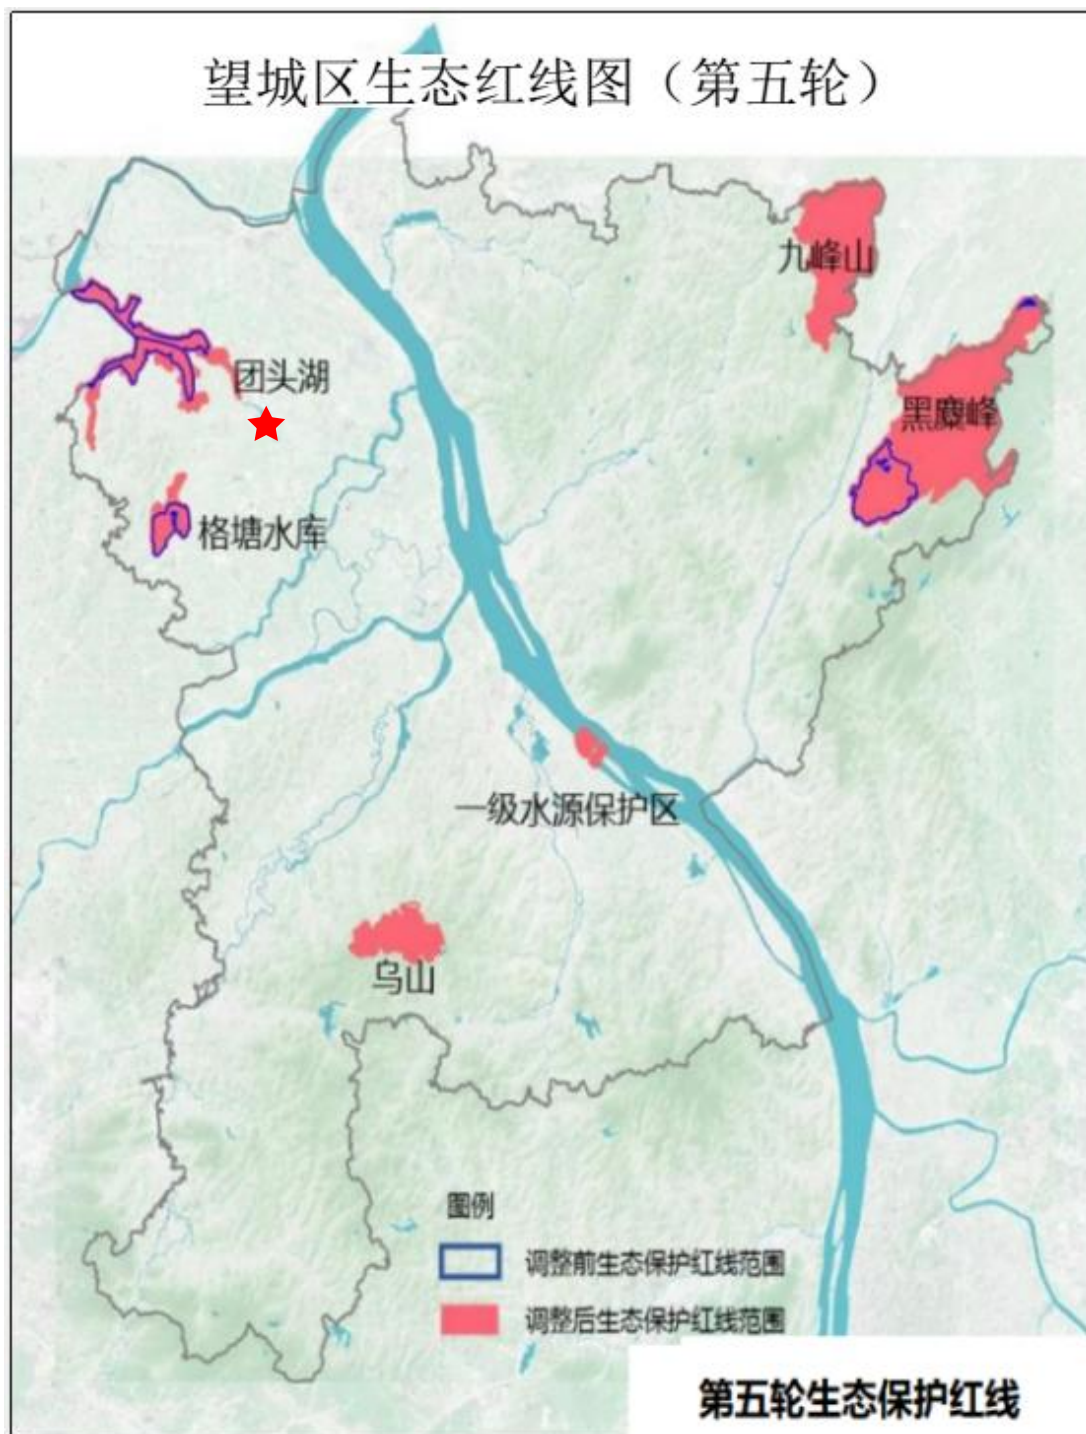 望城区生态红线图（第五轮）
九峰山
团头湖
黑麋峰
格塘水库
一级水源保护区
乌山
图例
调整前生态保护红线范围
调整后生态保护红线范围
第五轮生态保护红线